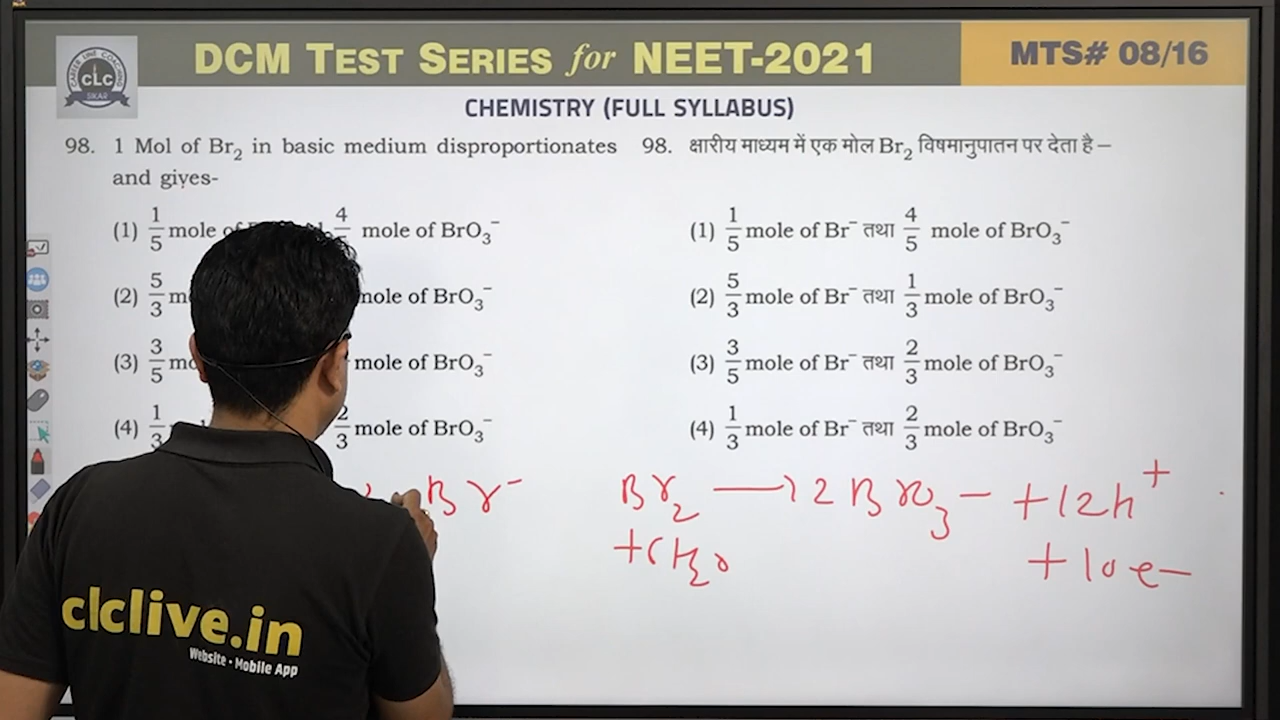 DCM TEST SERIES for NEET-2021
MTS# 08/16
CLC
SIKAR
CHEMISTRY (FULL SYLLABUS)
98. 1 Mol of Br₂ in basic medium disproportionates
and gives-
(1) 1/5 mole of 4/5 mole of BrO₃⁻
(2) 5/3 mole of BrO₃⁻
(3) 3/5 mole of BrO₃⁻
(4) 1/3 2/3 mole of BrO₃⁻
98. क्षारीय माध्यम में एक मोल Br₂ विषमानुपातन पर देता है –
(1) 1/5 mole of Br⁻ तथा 4/5 mole of BrO₃⁻
(2) 5/3 mole of Br⁻ तथा 1/3 mole of BrO₃⁻
(3) 3/5 mole of Br⁻ तथा 2/3 mole of BrO₃⁻
(4) 1/3 mole of Br⁻ तथा 2/3 mole of BrO₃⁻
Br⁻
Br₂ → 2BrO₃⁻ + 12H⁺
+ 6H₂O + 10e⁻
clclive.in
Website • Mobile App